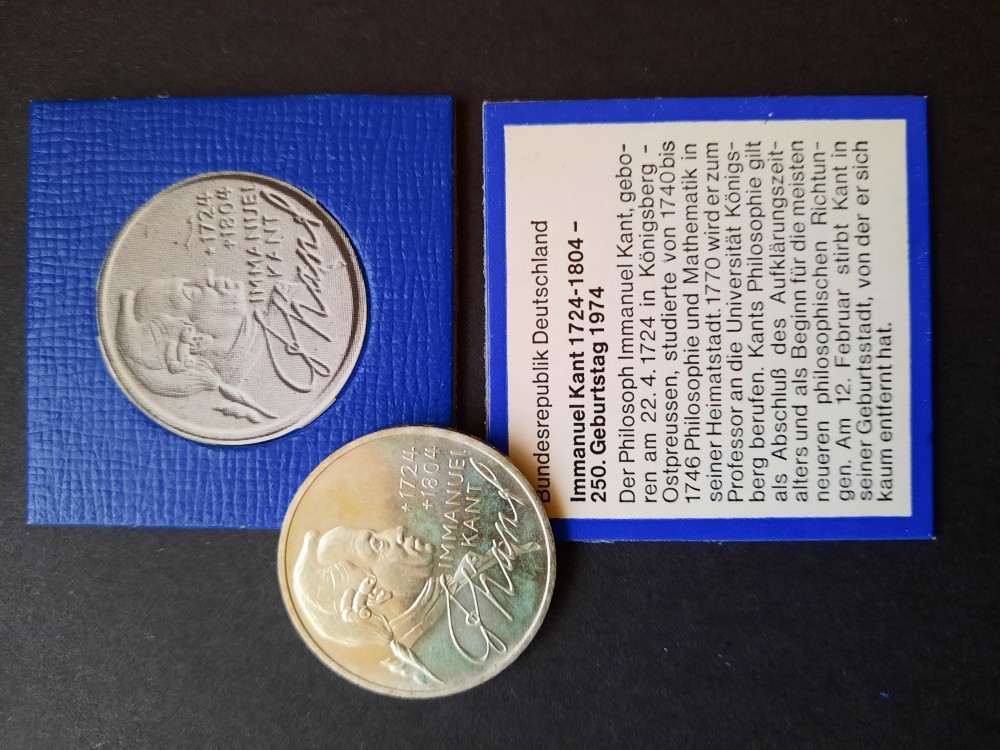 +1724
+1804
IMMANUEL
KANT
Kant
+1724
+1804
IMMANUEL
KANT
Kant
Bundesrepublik Deutschland
Immanuel Kant 1724-1804 –
250. Geburtstag 1974
Der Philosoph Immanuel Kant, gebo-
ren am 22. 4. 1724 in Königsberg -
Ostpreussen, studierte von 1740 bis
1746 Philosophie und Mathematik in
seiner Heimatstadt. 1770 wird er zum
Professor an die Universität Königs-
berg berufen. Kants Philosophie gilt
als Abschluß des Aufklärungszeit-
alters und als Beginn für die meisten
neueren philosophischen Richtun-
gen. Am 12. Februar stirbt Kant in
seiner Geburtsstadt, von der er sich
kaum entfernt hat.